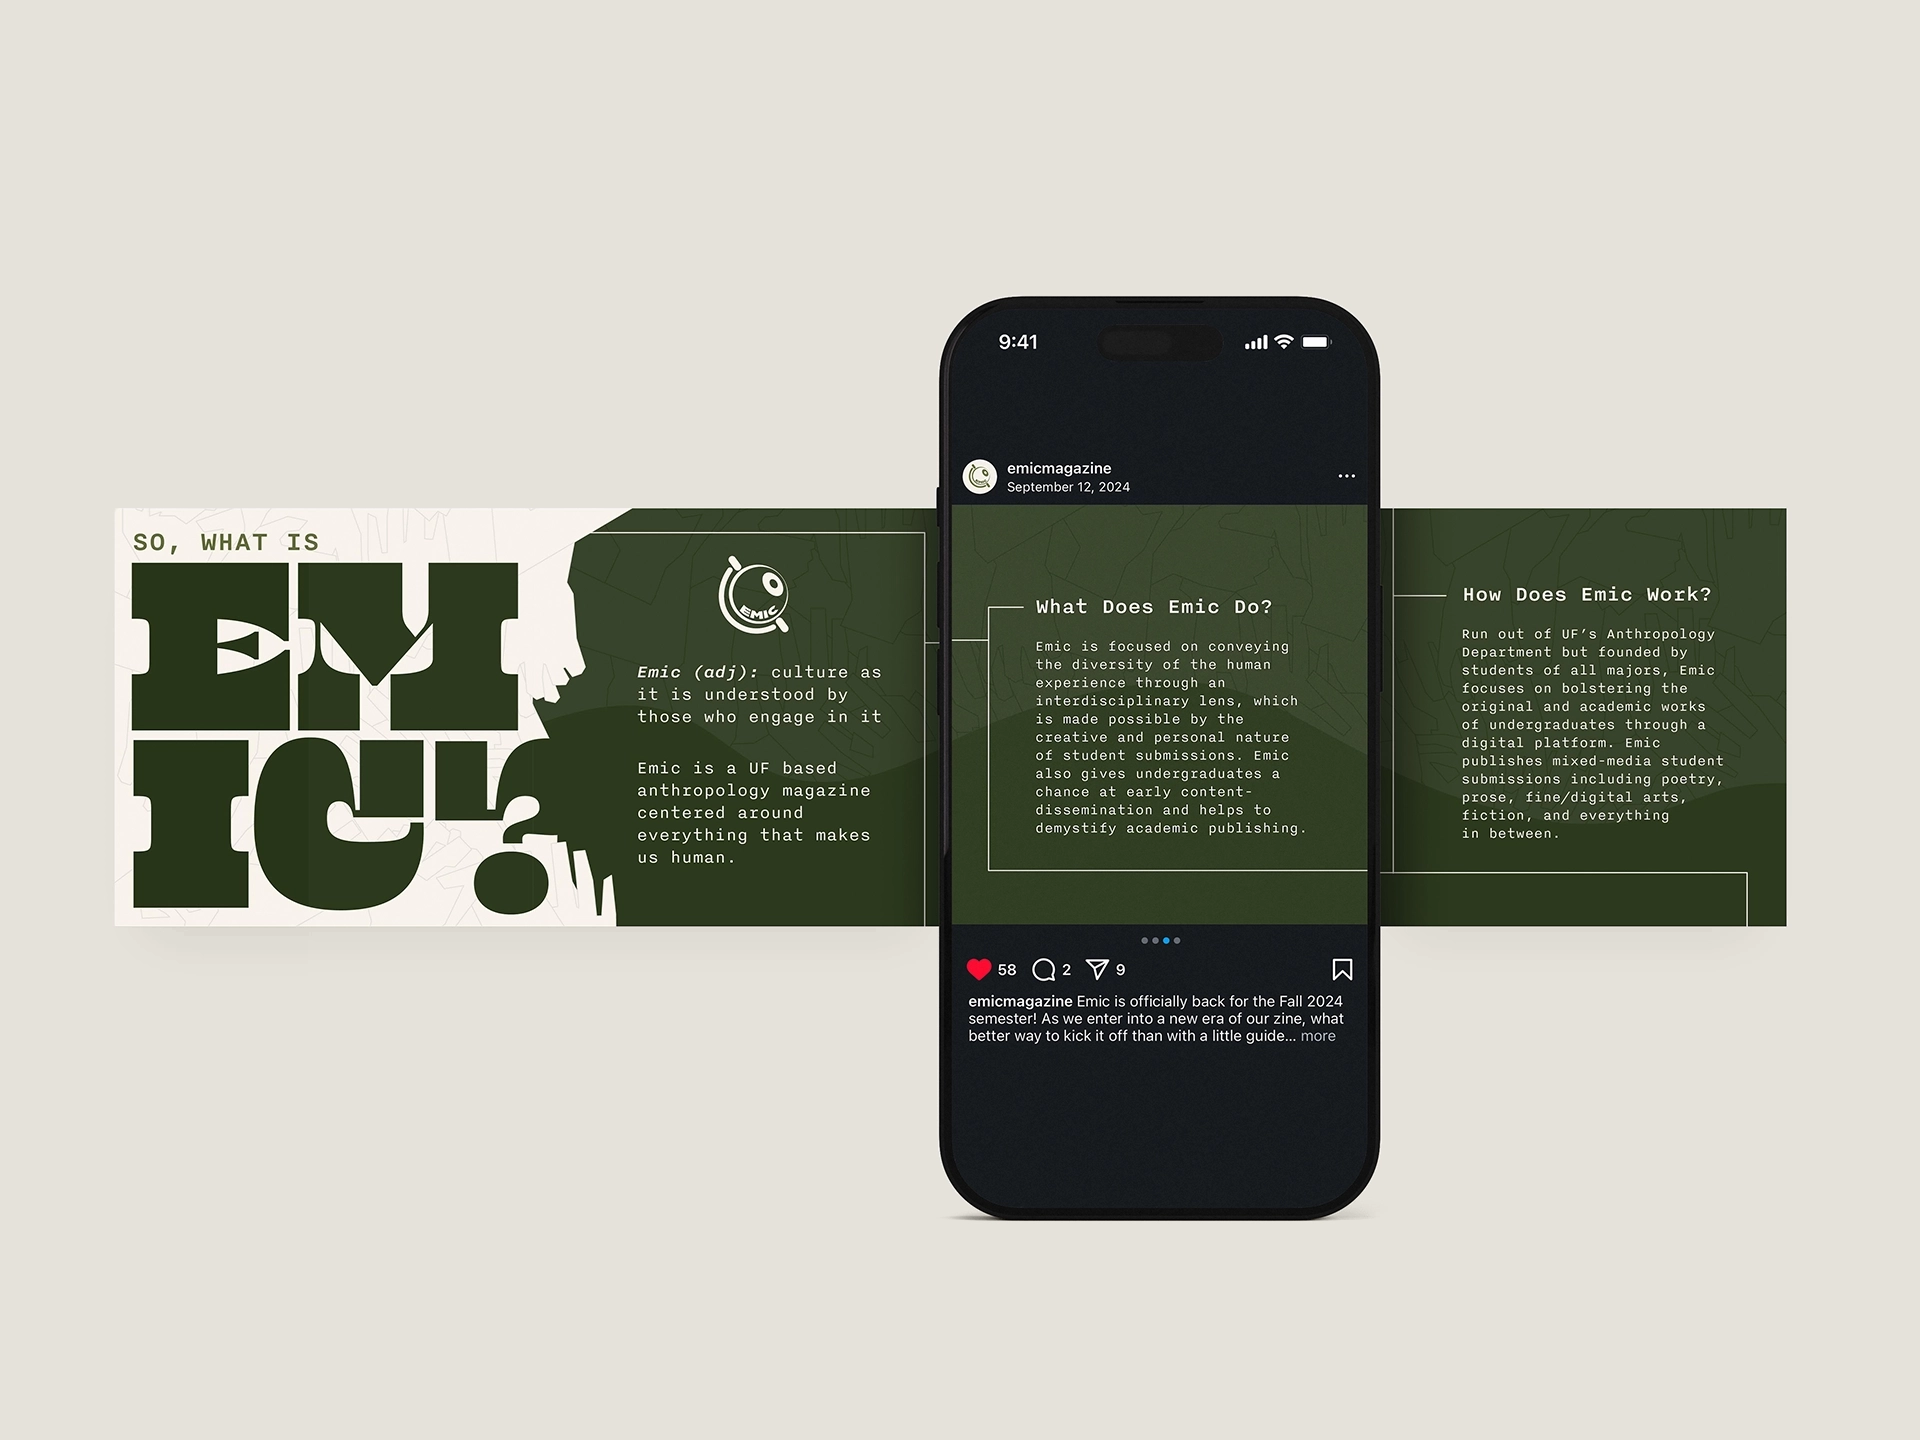 SO, WHAT IS
EM
IC?
EMIC
Emic (adj): culture as
it is understood by
those who engage in it
Emic is a UF based
anthropology magazine
centered around
everything that makes
us human.
9:41
emicmagazine
September 12, 2024
What Does Emic Do?
Emic is focused on conveying
the diversity of the human
experience through an
interdisciplinary lens, which
is made possible by the
creative and personal nature
of student submissions. Emic
also gives undergraduates a
chance at early content-
dissemination and helps to
demystify academic publishing.
58 2 9
emicmagazine Emic is officially back for the Fall 2024
semester! As we enter into a new era of our zine, what
better way to kick it off than with a little guide... more
How Does Emic Work?
Run out of UF’s Anthropology
Department but founded by
students of all majors, Emic
focuses on bolstering the
original and academic works
of undergraduates through a
digital platform. Emic
publishes mixed-media student
submissions including poetry,
prose, fine/digital arts,
fiction, and everything
in between.